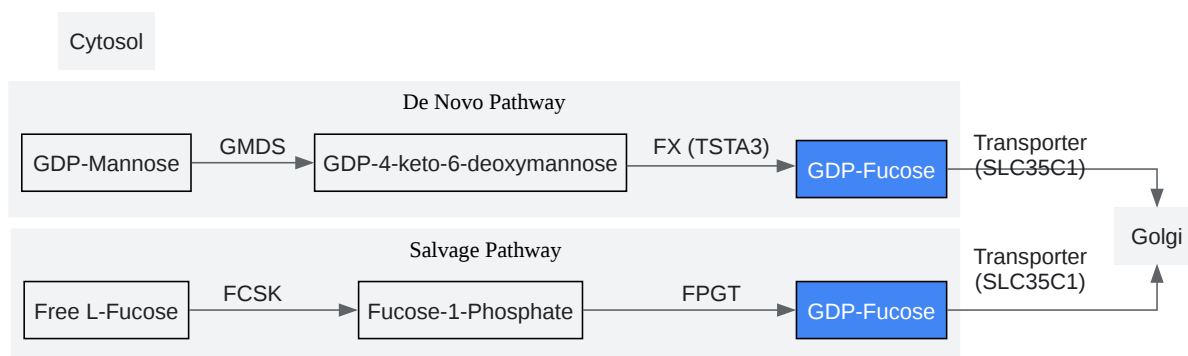 Cytosol
De Novo Pathway
GDP-Mannose
GMDS
GDP-4-keto-6-deoxymannose
FX (TSTA3)
GDP-Fucose
Transporter
(SLC35C1)
Golgi
Salvage Pathway
Free L-Fucose
FCSK
Fucose-1-Phosphate
FPGT
GDP-Fucose
Transporter
(SLC35C1)